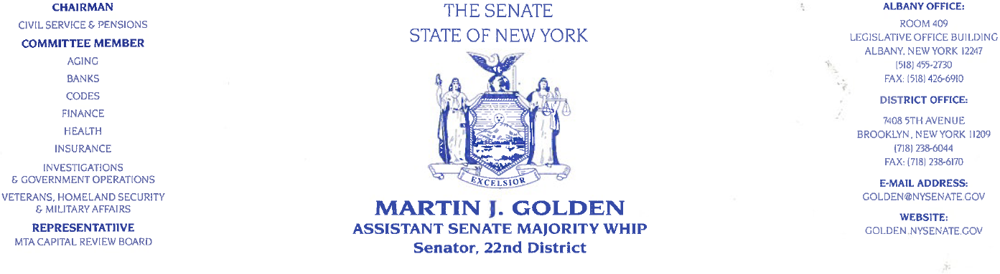 CHAIRMAN
CIVIL SERVICE & PENSIONS
COMMITTEE MEMBER
AGING
BANKS
CODES
FINANCE
HEALTH
INSURANCE
INVESTIGATIONS
& GOVERNMENT OPERATIONS
VETERANS, HOMELAND SECURITY
& MILITARY AFFAIRS
REPRESENTATIIVE
MTA CAPITAL REVIEW BOARD
THE SENATE
STATE OF NEW YORK
EXCELSIOR
MARTIN J. GOLDEN
ASSISTANT SENATE MAJORITY WHIP
Senator, 22nd District
ALBANY OFFICE:
ROOM 409
LEGISLATIVE OFFICE BUILDING
ALBANY, NEW YORK 12247
(518) 455-2730
FAX: (518) 426-6910
DISTRICT OFFICE:
7408 5TH AVENUE
BROOKLYN, NEW YORK 11209
(718) 238-6044
FAX: (718) 238-6170
E-MAIL ADDRESS:
GOLDEN@NYSENATE.GOV
WEBSITE:
GOLDEN.NYSENATE.GOV